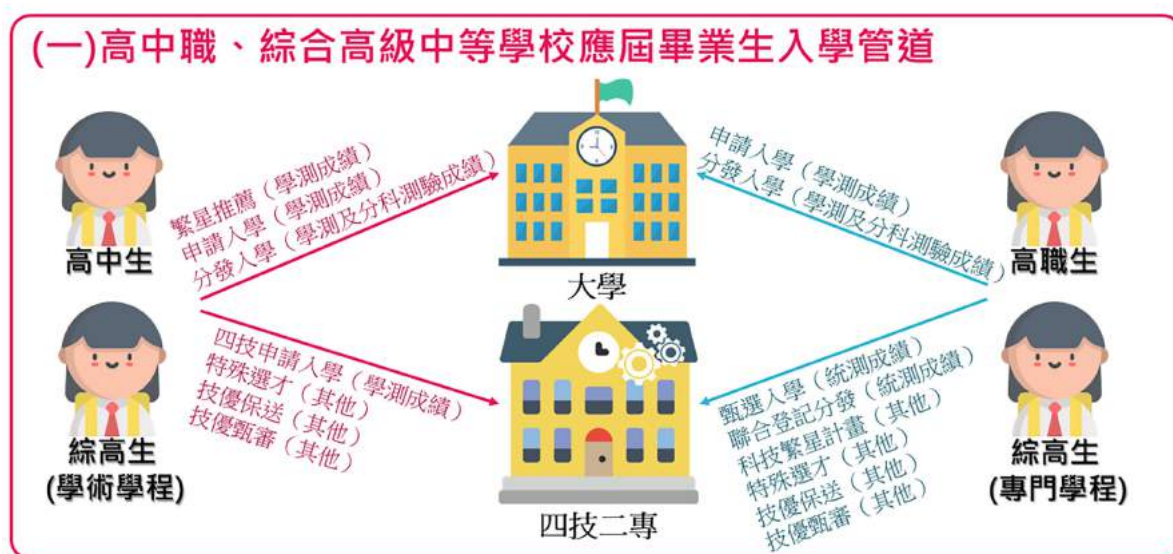 (一)高中職、綜合高級中等學校應屆畢業生入學管道
高中生
綜高生
(學術學程)
繁星推薦（學測成績）
申請入學（學測成績）
分發入學（學測及分科測驗成績）
四技申請入學（學測成績）
特殊選才（其他）
技優保送（其他）
技優甄審（其他）
大學
四技二專
申請入學（學測成績）
分發入學（學測及分科測驗成績）
甄選入學（統測成績）
聯合登記分發（統測成績）
科技繁星計畫（其他）
特殊選才（其他）
技優保送（其他）
技優甄審（其他）
高職生
綜高生
(專門學程)